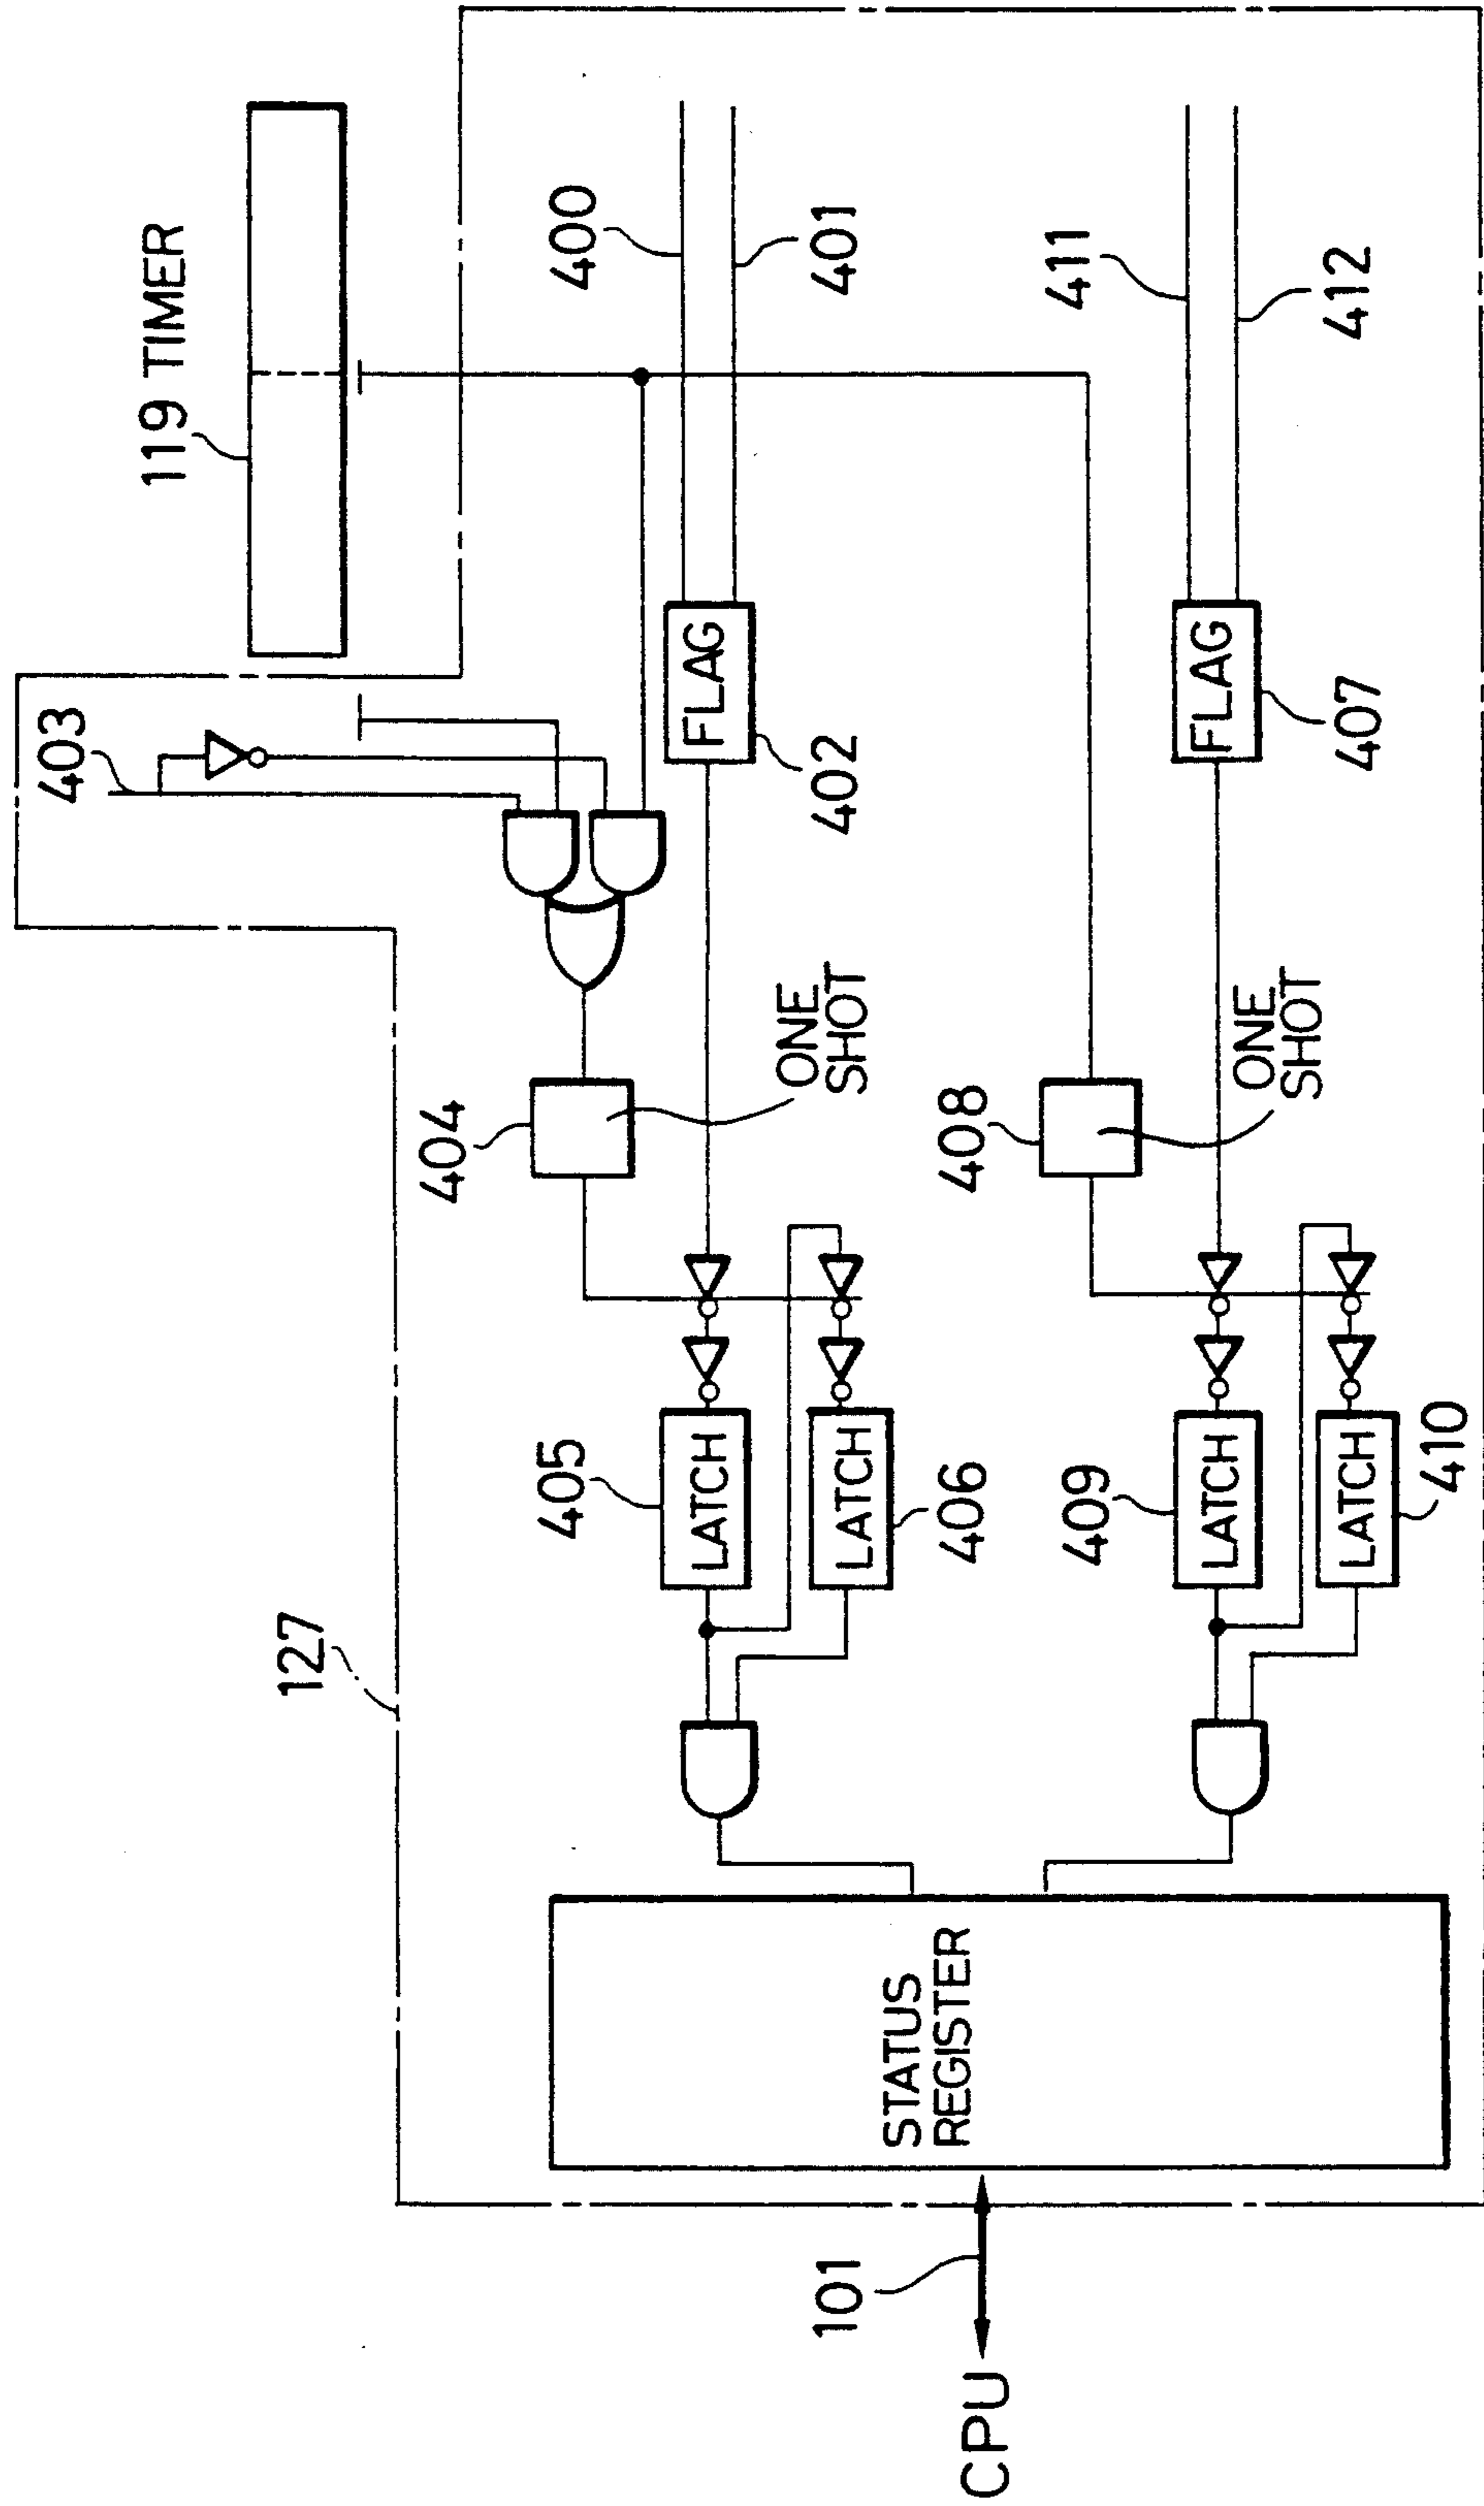 119 TIMER
403
400
401
411
412
FLAG
402
FLAG
407
404
ONE
SHOT
408
ONE
SHOT
405
LATCH
LATCH
406
409
LATCH
LATCH
410
127
STATUS
REGISTER
101
CPU